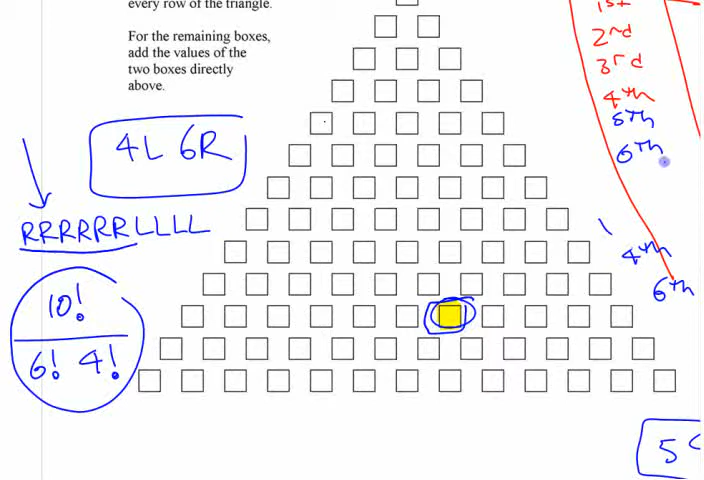 every row of the triangle.
For the remaining boxes,
add the values of the
two boxes directly
above.
1st
2nd
3rd
4th
5th
6th
4L 6R
RRRRRRLLLL
4th
6th
10!
6! 4!
5